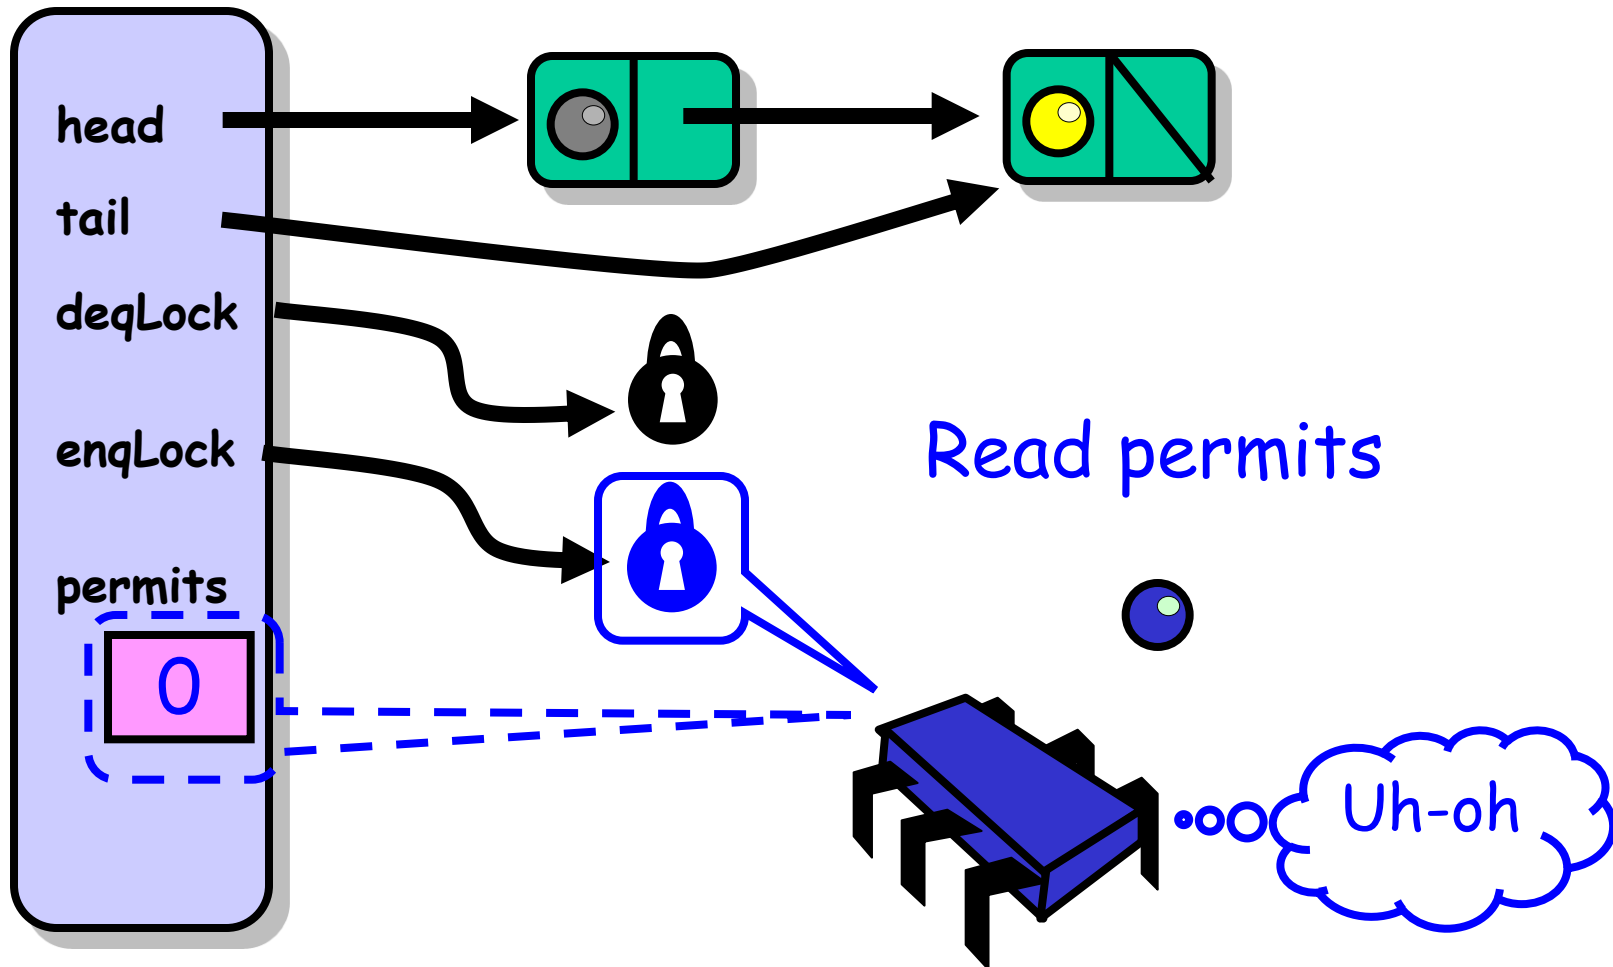 head
tail
deqLock
enqLock
permits
0
Read permits
Uh-oh